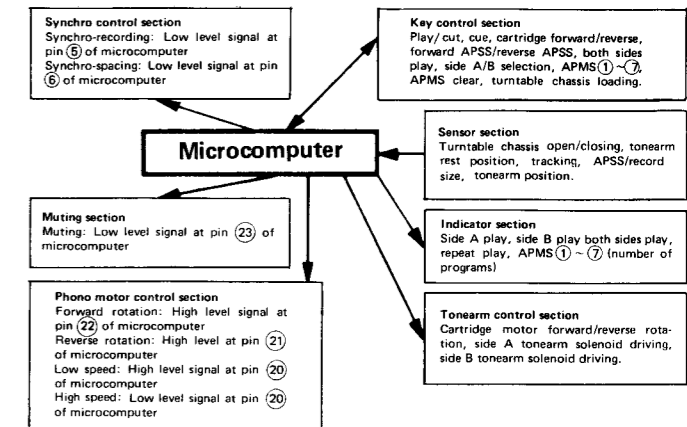 Synchro control section
Synchro-recording: Low level signal at
pin ⑤ of microcomputer
Synchro-spacing: Low level signal at pin
⑥ of microcomputer
Key control section
Play/cut, cue, cartridge forward/reverse,
forward APSS/reverse APSS, both sides
play, side A/B selection, APMS ① ~ ⑦,
APMS clear, turntable chassis loading.
Microcomputer
Sensor section
Turntable chassis open/closing, tonearm
rest position, tracking, APSS/record
size, tonearm position.
Muting section
Muting: Low level signal at pin ㉓ of
microcomputer
Indicator section
Side A play, side B play both sides play,
repeat play, APMS ① ~ ⑦ (number of
programs)
Phono motor control section
Forward rotation: High level signal at
pin ㉒ of microcomputer
Reverse rotation: High level at pin ㉑
of microcomputer
Low speed: High level signal at pin ⑳
of microcomputer
High speed: Low level signal at pin ⑳
of microcomputer
Tonearm control section
Cartridge motor forward/reverse rota-
tion, side A tonearm solenoid driving,
side B tonearm solenoid driving.